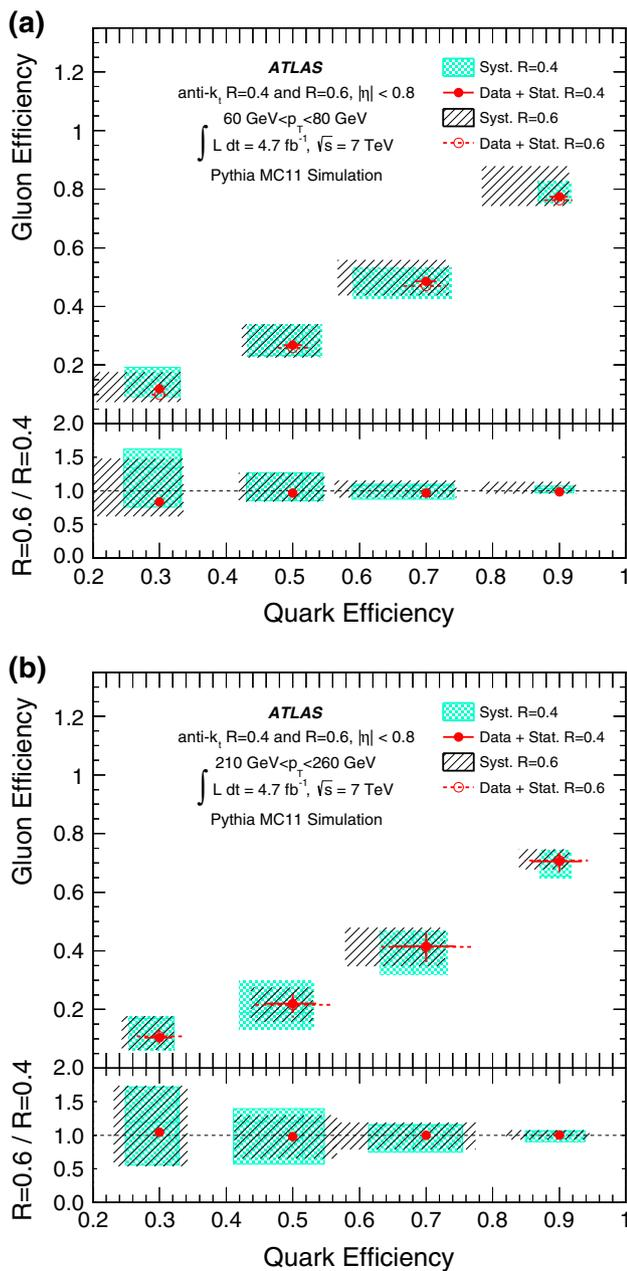 (a)
Gluon Efficiency
1.2
1
0.8
0.6
0.4
0.2
ATLAS
anti-kt R=0.4 and R=0.6, |η| < 0.8
60 GeV<pT<80 GeV
∫ L dt = 4.7 fb-1, √s = 7 TeV
Pythia MC11 Simulation
Syst. R=0.4
Data + Stat. R=0.4
Syst. R=0.6
Data + Stat. R=0.6
R=0.6 / R=0.4
2.0
1.5
1.0
0.5
0.0
0.2 0.3 0.4 0.5 0.6 0.7 0.8 0.9 1
Quark Efficiency
(b)
Gluon Efficiency
1.2
1
0.8
0.6
0.4
0.2
ATLAS
anti-kt R=0.4 and R=0.6, |η| < 0.8
210 GeV<pT<260 GeV
∫ L dt = 4.7 fb-1, √s = 7 TeV
Pythia MC11 Simulation
Syst. R=0.4
Data + Stat. R=0.4
Syst. R=0.6
Data + Stat. R=0.6
R=0.6 / R=0.4
2.0
1.5
1.0
0.5
0.0
0.2 0.3 0.4 0.5 0.6 0.7 0.8 0.9 1
Quark Efficiency